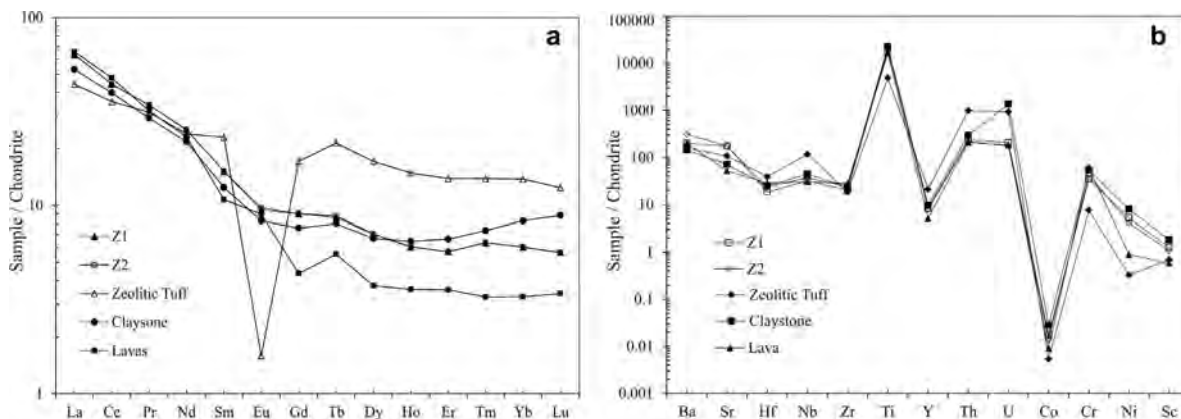 a
100
10
1
Sample / Chondrite
Z1
Z2
Zeolitic Tuff
Claysone
Lavas
La Ce Pr Nd Sm Eu Gd Tb Dy Ho Er Tm Yb Lu
b
100000
10000
1000
100
10
1
0.1
0.01
0.001
Sample / Chondrite
Z1
Z2
Zeolitic Tuff
Claystone
Lava
Ba Sr Hf Nb Zr Ti Y Th U Co Cr Ni Sc